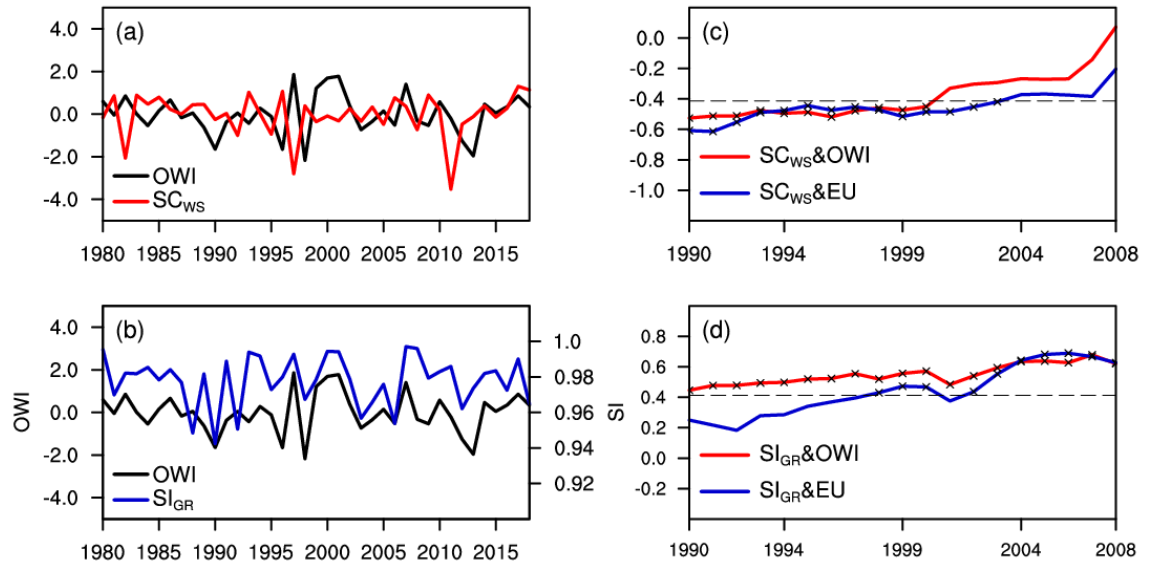 (a)
4.0
2.0
0.0
-2.0
-4.0
OWI
SCWS
1980 1985 1990 1995 2000 2005 2010 2015
(c)
0.0
-0.2
-0.4
-0.6
-0.8
-1.0
SCWS&OWI
SCWS&EU
1990 1994 1999 2004 2008
(b)
OWI
4.0
2.0
0.0
-2.0
-4.0
OWI
SIGR
1.0
0.98
0.96
0.94
0.92
SI
1980 1985 1990 1995 2000 2005 2010 2015
(d)
0.8
0.6
0.4
0.2
0.0
-0.2
SIGR&OWI
SIGR&EU
1990 1994 1999 2004 2008